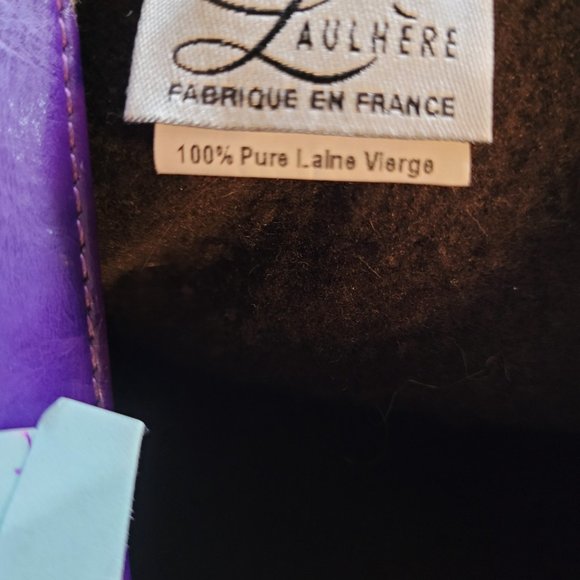 LAULHÈRE
FABRIQUE EN FRANCE
100% Pure Laine Vierge